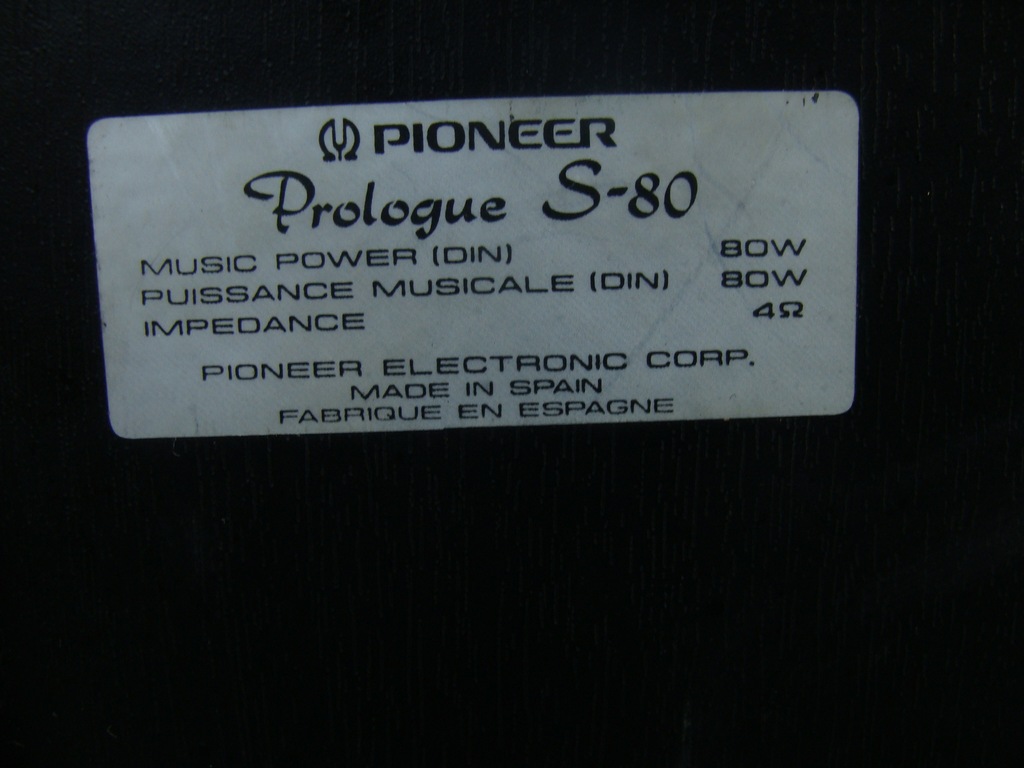 PIONEER
Prologue S-80
MUSIC POWER (DIN) 80W
PUISSANCE MUSICALE (DIN) 80W
IMPEDANCE 4Ω
PIONEER ELECTRONIC CORP.
MADE IN SPAIN
FABRIQUE EN ESPAGNE